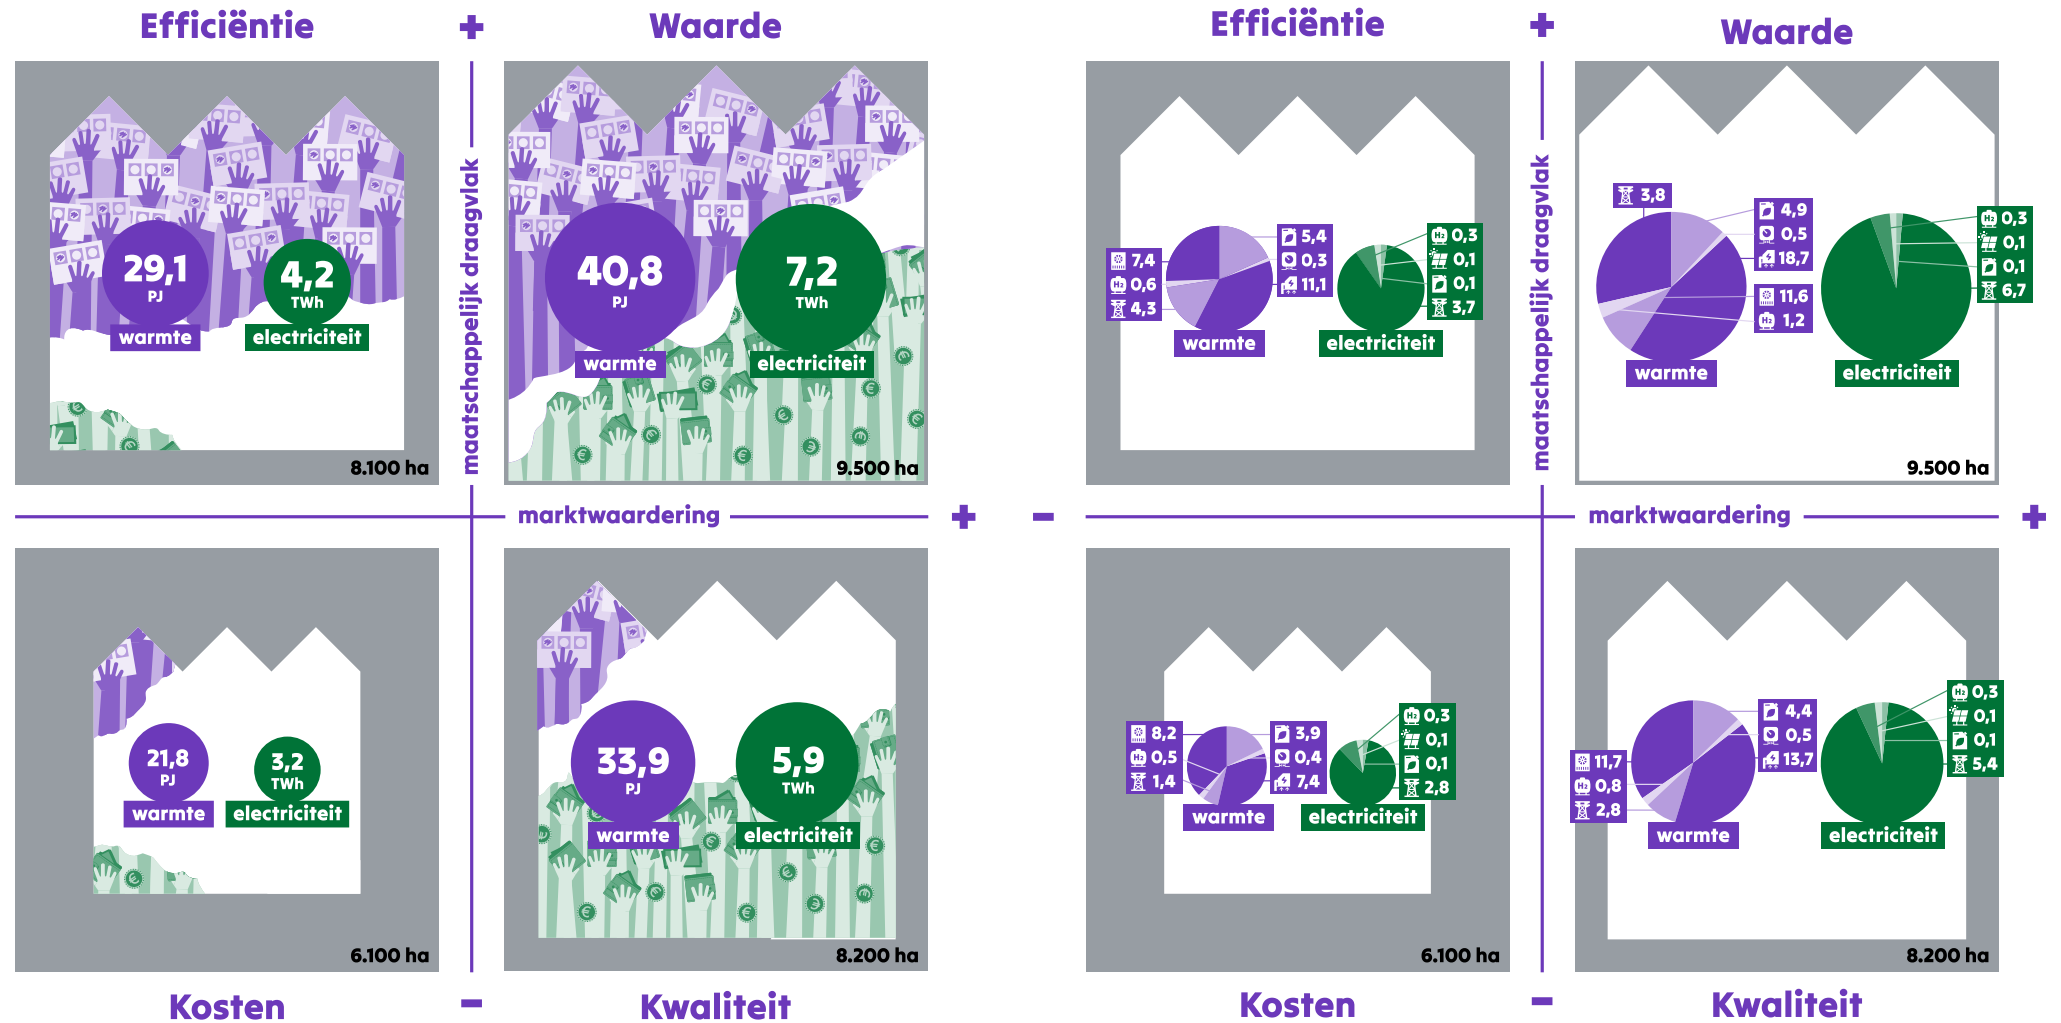 Efficiëntie
+
Waarde
29,1
PJ
warmte
4,2
TWh
electriciteit
8.100 ha
maatschappelijk draagvlak
40,8
PJ
warmte
7,2
TWh
electriciteit
9.500 ha
marktwaardering
+
21,8
PJ
warmte
3,2
TWh
electriciteit
6.100 ha
33,9
PJ
warmte
5,9
TWh
electriciteit
8.200 ha
Kosten
-
Kwaliteit
Efficiëntie
+
Waarde
7,4
H2 0,6
4,3
5,4
0,3
11,1
warmte
H2 0,3
0,1
0,1
3,7
electriciteit
maatschappelijk draagvlak
3,8
4,9
0,5
18,7
11,6
H2 1,2
warmte
H2 0,3
0,1
0,1
6,7
electriciteit
9.500 ha
-
marktwaardering
+
8,2
H2 0,5
1,4
3,9
0,4
7,4
warmte
H2 0,3
0,1
0,1
2,8
electriciteit
6.100 ha
11,7
H2 0,8
2,8
4,4
0,5
13,7
warmte
H2 0,3
0,1
0,1
5,4
electriciteit
8.200 ha
Kosten
-
Kwaliteit